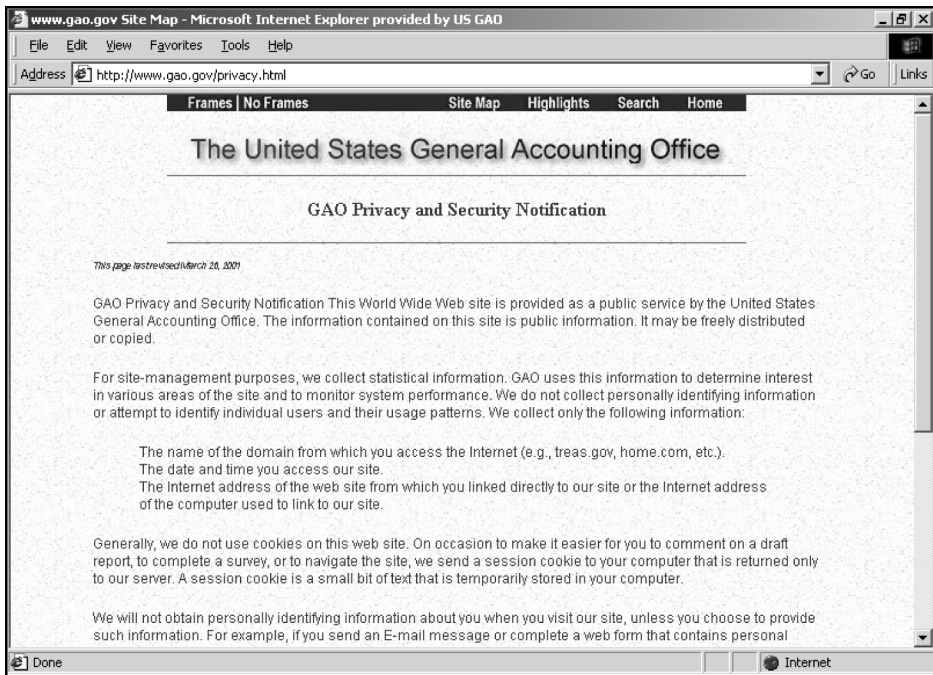 www.gao.gov Site Map - Microsoft Internet Explorer provided by US GAO
File Edit View Favorites Tools Help
Address http://www.gao.gov/privacy.html Go Links
Frames | No Frames Site Map Highlights Search Home
The United States General Accounting Office
GAO Privacy and Security Notification
This page last revised March 26, 2001
GAO Privacy and Security Notification This World Wide Web site is provided as a public service by the United States
General Accounting Office. The information contained on this site is public information. It may be freely distributed
or copied.
For site-management purposes, we collect statistical information. GAO uses this information to determine interest
in various areas of the site and to monitor system performance. We do not collect personally identifying information
or attempt to identify individual users and their usage patterns. We collect only the following information:
The name of the domain from which you access the Internet (e.g., treas.gov, home.com, etc.).
The date and time you access our site.
The Internet address of the web site from which you linked directly to our site or the Internet address
of the computer used to link to our site.
Generally, we do not use cookies on this web site. On occasion to make it easier for you to comment on a draft
report, to complete a survey, or to navigate the site, we send a session cookie to your computer that is returned only
to our server. A session cookie is a small bit of text that is temporarily stored in your computer.
We will not obtain personally identifying information about you when you visit our site, unless you choose to provide
such information. For example, if you send an E-mail message or complete a web form that contains personal
Done Internet